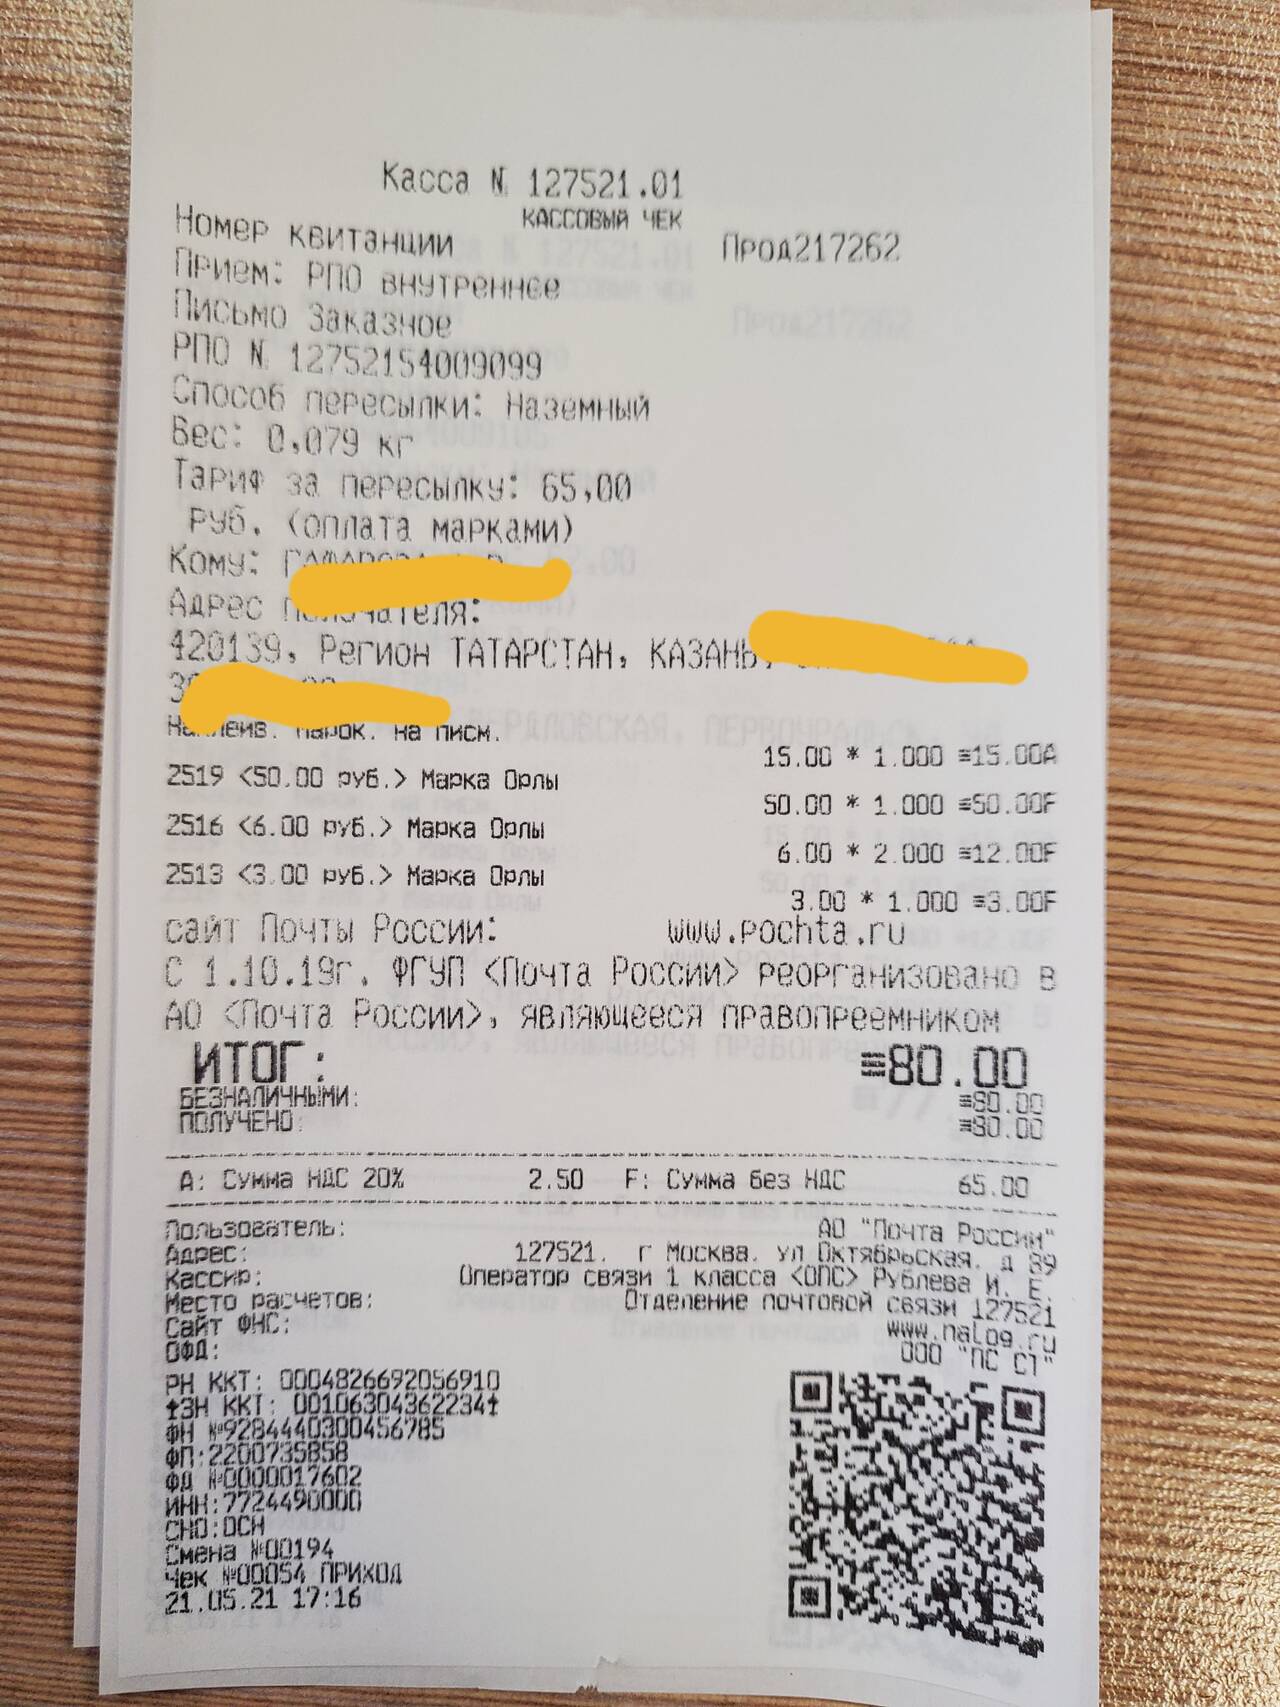 Касса № 127521.01
КАССОВЫЙ ЧЕК
Номер квитанции Прод217262
Прием: РПО внутреннее
Письмо Заказное
РПО № 12752154009099
Способ пересылки: Наземный
Вес: 0,079 кг
Тариф за пересылку: 65,00
руб. (оплата марками)
Кому:
Адрес получателя:
420139, Регион ТАТАРСТАН, КАЗАНЬ,
Наклеив. марок. на писм.
15.00 * 1.000 =15.00А
2519 <50.00 руб.> Марка Орлы
50.00 * 1.000 =50.00F
2516 <6.00 руб.> Марка Орлы
6.00 * 2.000 =12.00F
2513 <3.00 руб.> Марка Орлы
3.00 * 1.000 =3.00F
сайт Почты России: www.pochta.ru
С 1.10.19г. ФГУП <Почта России> реорганизовано в
АО <Почта России>, являющееся правопреемником
ИТОГ: =80.00
БЕЗНАЛИЧНЫМИ: =80.00
ПОЛУЧЕНО: =80.00
А: Сумма НДС 20% 2.50 F: Сумма без НДС 65.00
Пользователь: АО "Почта России"
Адрес: 127521, г Москва, ул Октябрьская, д 89
Кассир: Оператор связи 1 класса <ОПС> Рублева И. Е.
Место расчетов: Отделение почтовой связи 127521
Сайт ФНС: www.nalog.ru
ОФД: ООО "ПС СТ"
РН ККТ: 0004826692056910
↑ЗН ККТ: 00106304362234↑
ФН №9284440300456785
ФП:2200735858
ФД №0000017602
ИНН:7724490000
СНО:ОСН
Смена №00194
Чек №00054 ПРИХОД
21.05.21 17:16